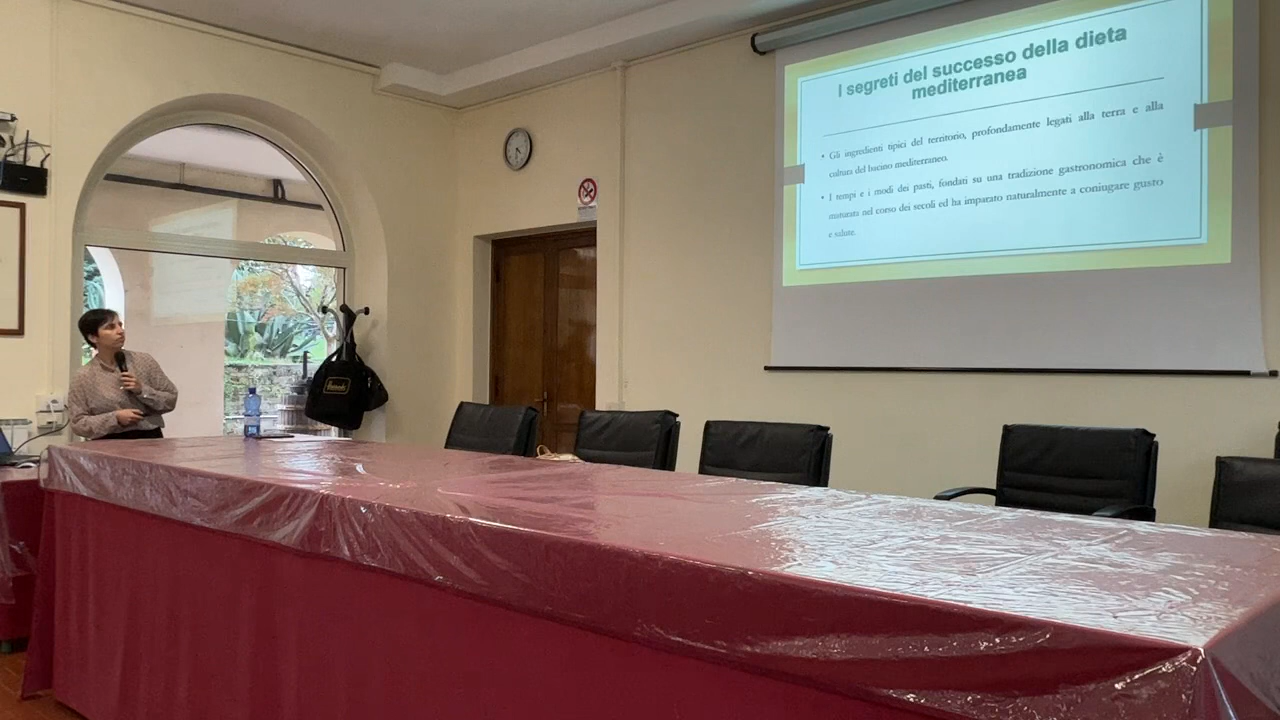 I segreti del successo della dieta
mediterranea
• Gli ingredienti tipici del territorio, profondamente legati alla terra e alla
coltura del bacino mediterraneo.
• I tempi e i modi dei pasti, fondati su una tradizione gastronomica che è
maturata nel corso dei secoli ed ha imparato naturalmente a coniugare gusto
e salute.
Harrods